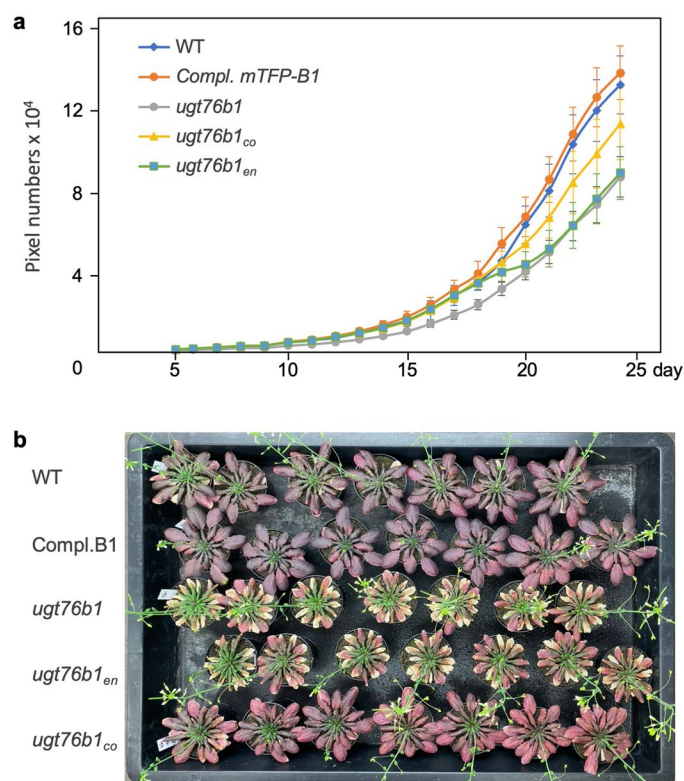 a
16
12
8
4
0
Pixel numbers x 10⁴
WT
Compl. mTFP-B1
ugt76b1
ugt76b1co
ugt76b1en
5 10 15 20 25 day
b
WT
Compl.B1
ugt76b1
ugt76b1en
ugt76b1co